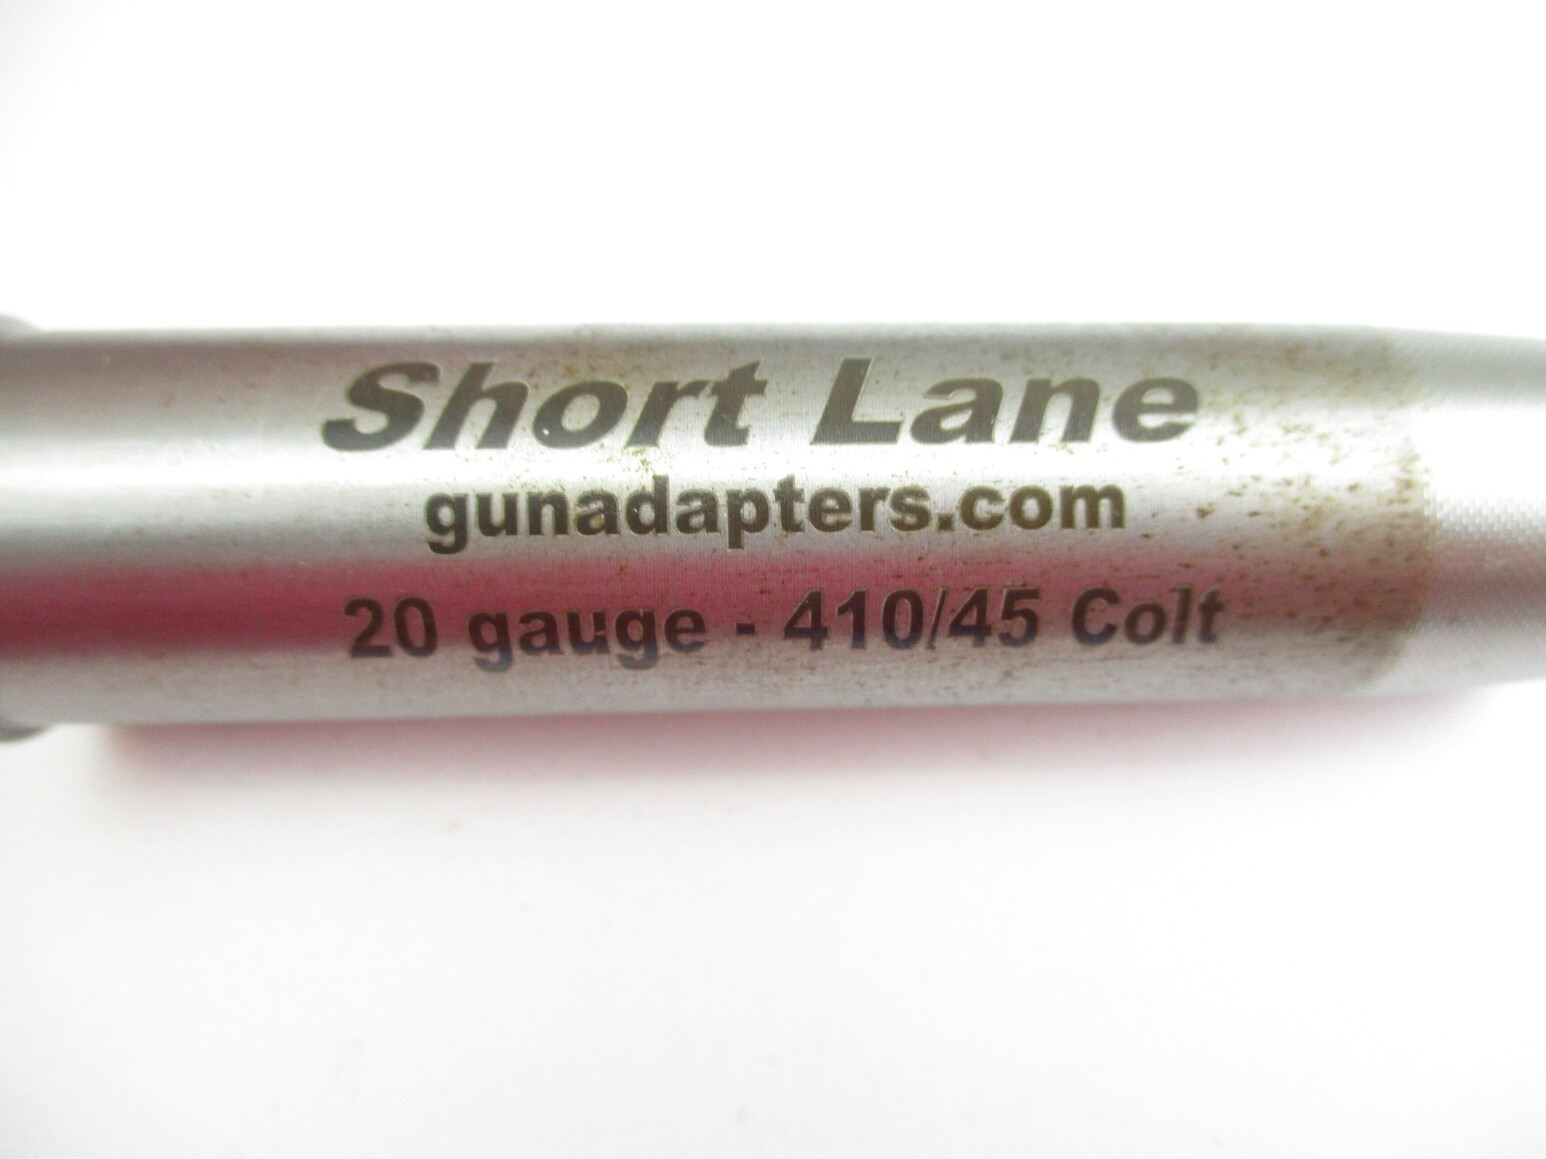 Short Lane
gunadapters.com
20 gauge - 410/45 Colt